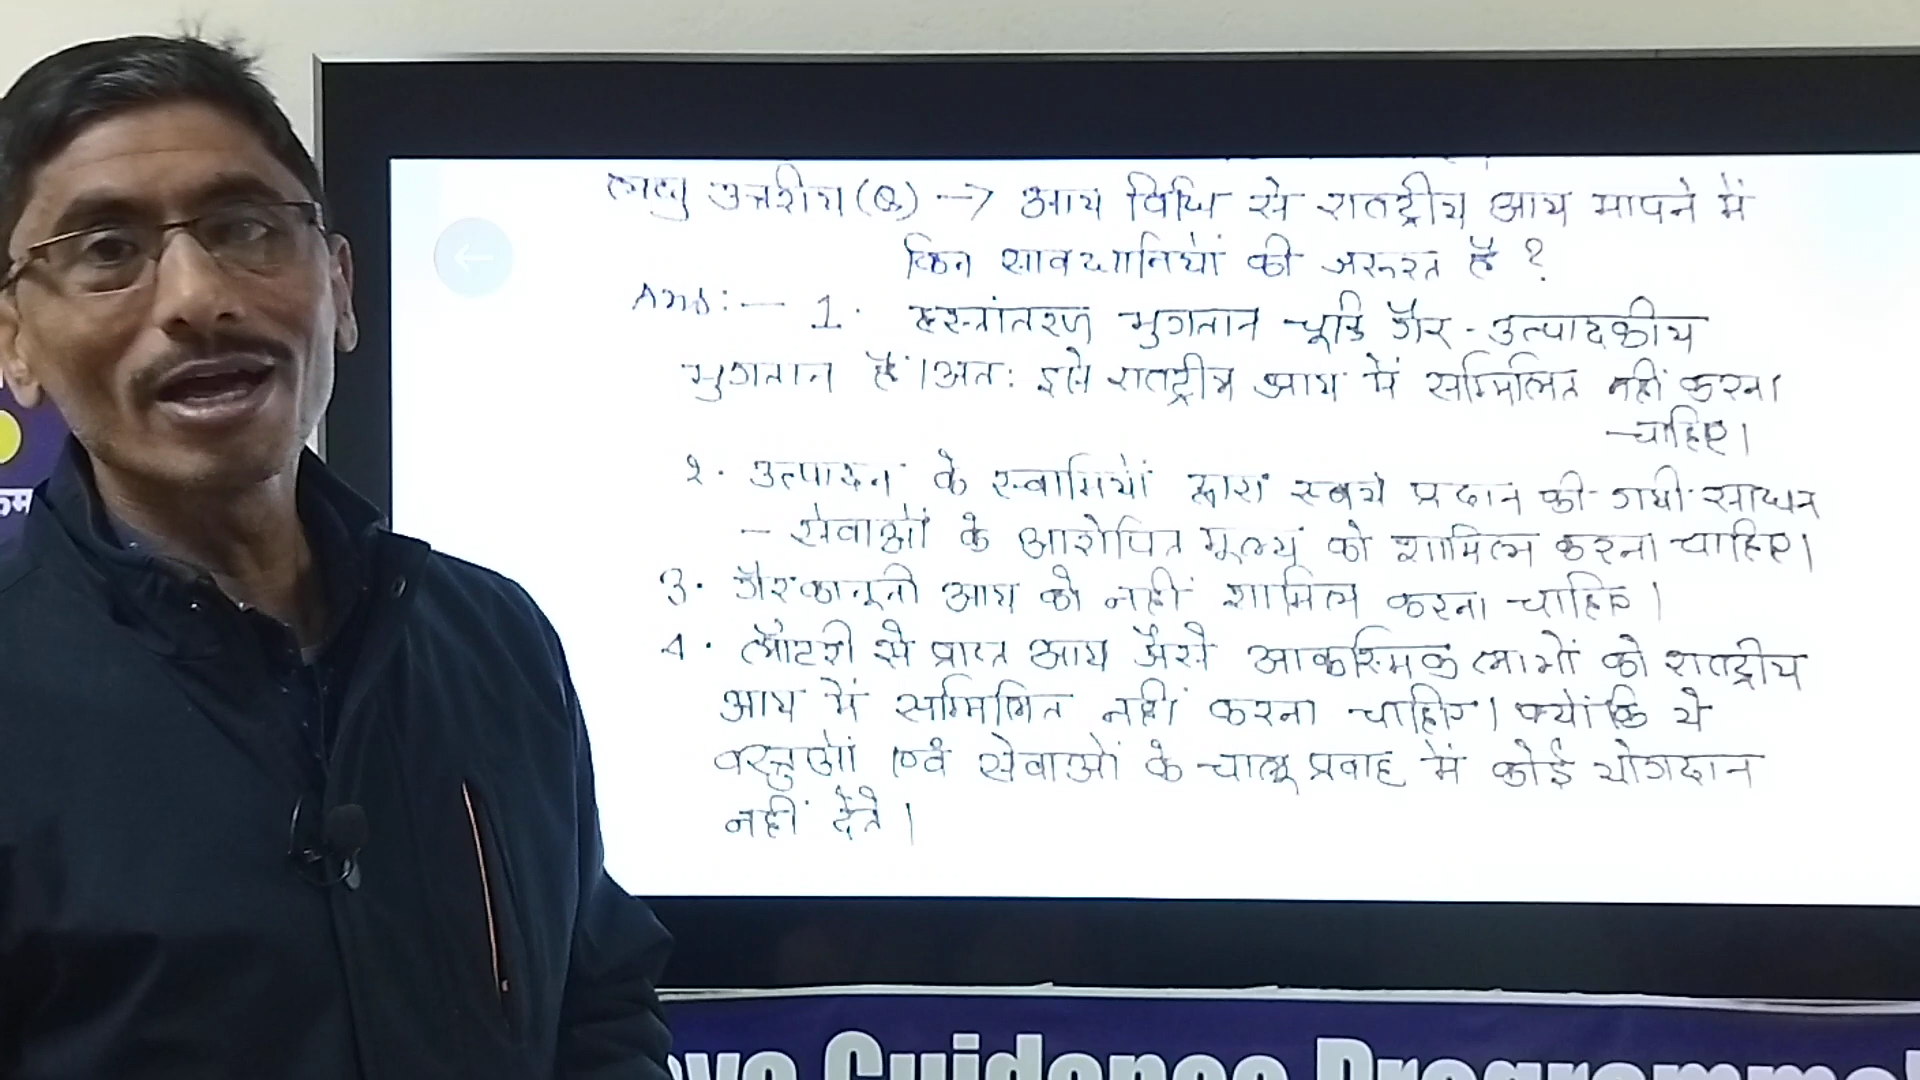 लघु उत्तरीय (Q) → आय विधि से राष्ट्रीय आय मापने में
किन सावधानियों की जरूरत है ?
Ans :— 1. हस्तांतरण भुगतान चूकि गैर - उत्पादकीय
भुगतान है । अतः इसे राष्ट्रीय आय में सम्मिलित नहीं करना
चाहिए ।
2. उत्पादन के स्वामियों द्वारा स्वयं प्रदान की गयी साधन
- सेवाओं के आरोपित मूल्य को शामिल करना चाहिए ।
3. गैरकानूनी आय को नहीं शामिल करना चाहिए ।
4. लॉटरी से प्राप्त आय जैसे आकस्मिक लाभों को राष्ट्रीय
आय में सम्मिलित नहीं करना चाहिए । क्योंकि ये
वस्तुओं एवं सेवाओं के चालू प्रवाह में कोई योगदान
नहीं देते ।
Guidance Programme